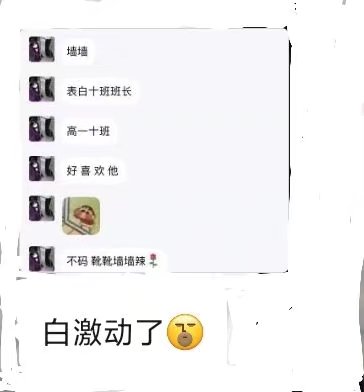 墙墙
表白十班班长
高一十班
好 喜 欢 他
不码 靴靴墙墙辣🌹
白激动了